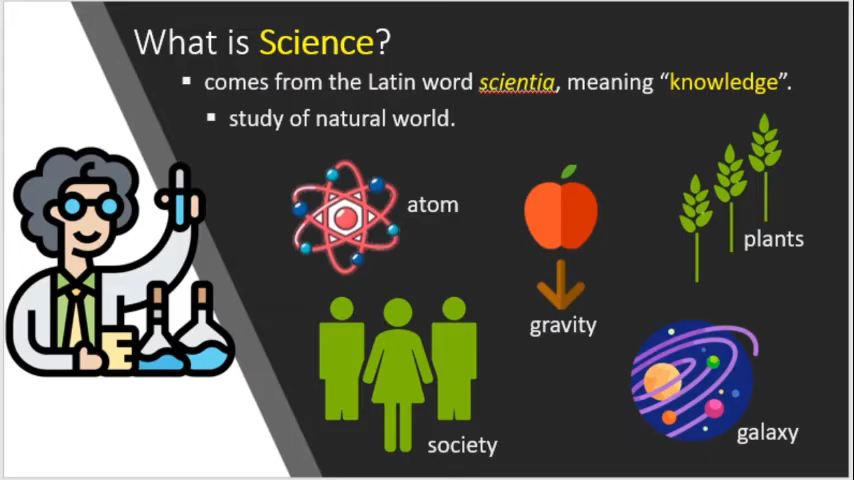 What is Science?
▪ comes from the Latin word scientia, meaning “knowledge”.
▪ study of natural world.
atom
plants
gravity
society
galaxy